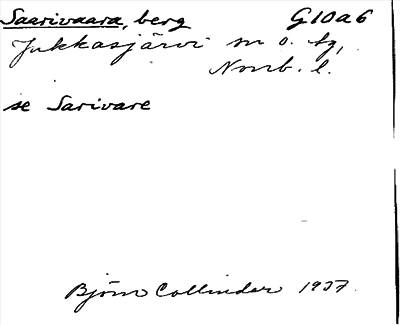 Saarivaara, berg G10a6
Jukkasjärvi sn o. tg,
Norrb. l.
se Sarivare
Björn Collinder 1937.